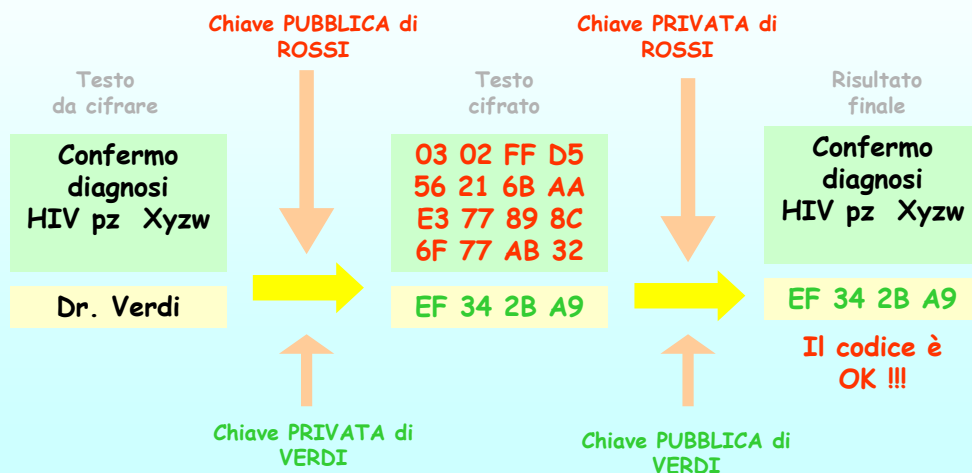 Chiave PUBBLICA di
ROSSI
Chiave PRIVATA di
ROSSI
Testo
da cifrare
Testo
cifrato
Risultato
finale
Confermo
diagnosi
HIV pz Xyzw
03 02 FF D5
56 21 6B AA
E3 77 89 8C
6F 77 AB 32
Confermo
diagnosi
HIV pz Xyzw
Dr. Verdi
EF 34 2B A9
EF 34 2B A9
Il codice è
OK !!!
Chiave PRIVATA di
VERDI
Chiave PUBBLICA di
VERDI